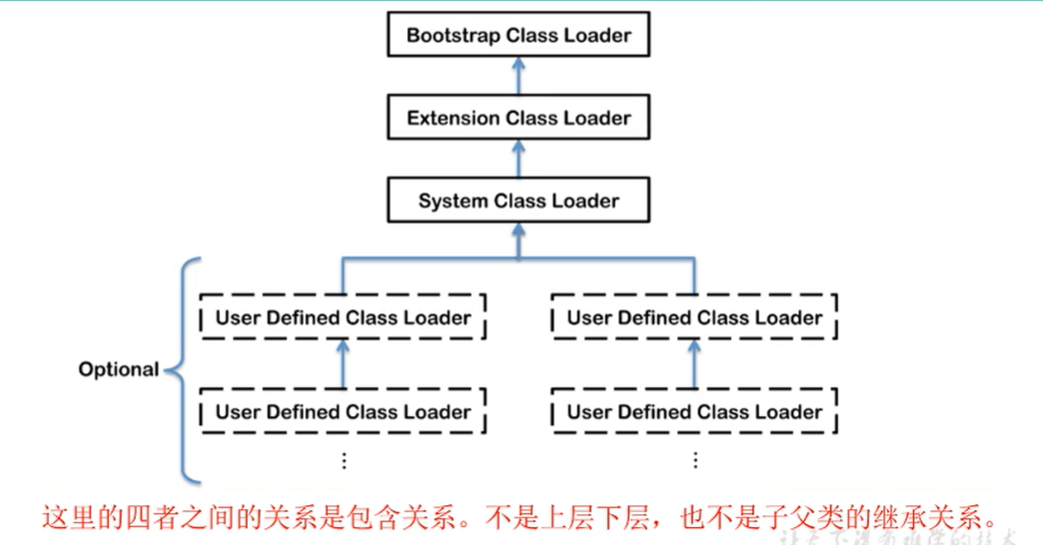 Bootstrap Class Loader
Extension Class Loader
System Class Loader
User Defined Class Loader
User Defined Class Loader
Optional
User Defined Class Loader
User Defined Class Loader
⋮
⋮
这里的四者之间的关系是包含关系。不是上层下层，也不是子父类的继承关系。